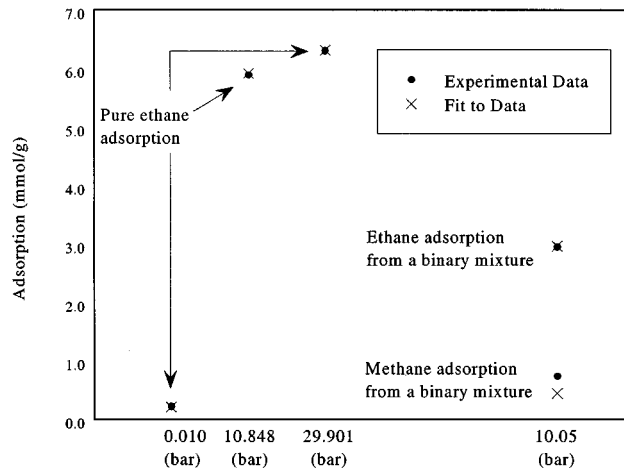 7.0
6.0
5.0
4.0
3.0
2.0
1.0
0.0
Adsorption (mmol/g)
Pure ethane
adsorption
Experimental Data
Fit to Data
Ethane adsorption
from a binary mixture
Methane adsorption
from a binary mixture
0.010 10.848 29.901 10.05
(bar) (bar) (bar) (bar)